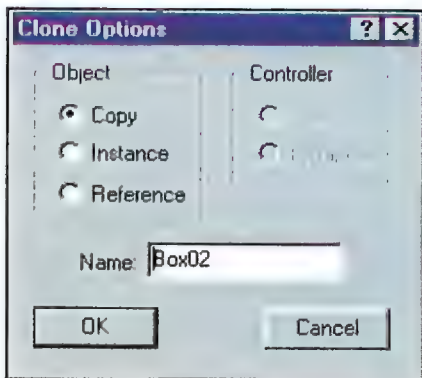 Clone Options
Object
Controller
Copy
Instance
Reference
Name: Box02
OK
Cancel